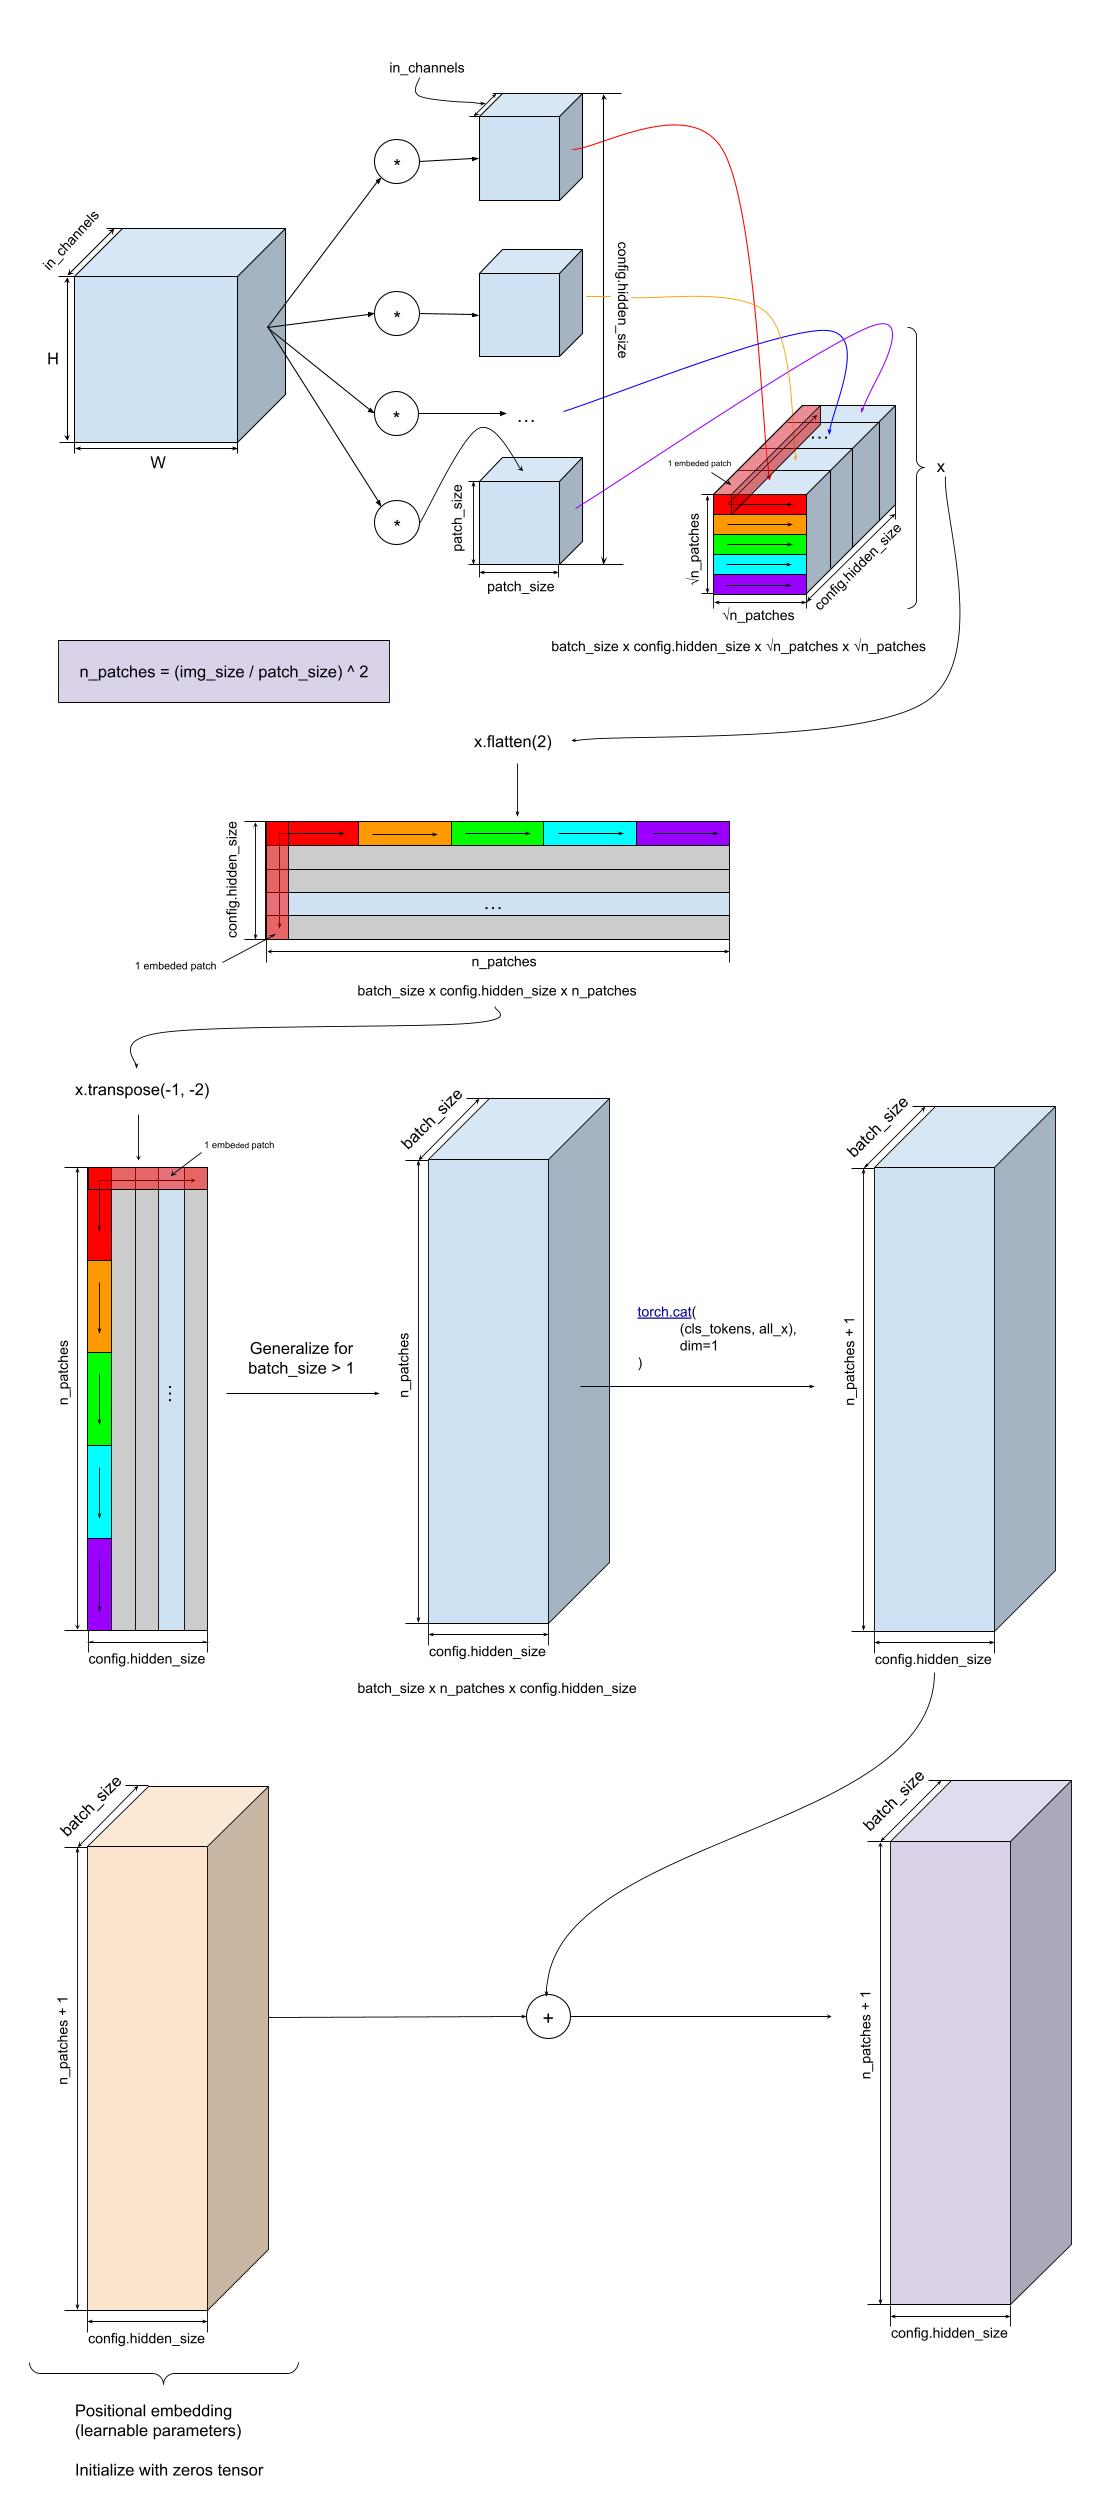 in_channels
*
in_channels
*
config.hidden_size
H
*
...
W
*
patch_size
patch_size
...
1 embeded patch
x
√n_patches
config.hidden_size
√n_patches
batch_size x config.hidden_size x √n_patches x √n_patches
n_patches = (img_size / patch_size) ^ 2
x.flatten(2)
config.hidden_size
...
1 embeded patch
n_patches
batch_size x config.hidden_size x n_patches
x.transpose(-1, -2)
1 embeded patch
n_patches
...
config.hidden_size
Generalize for
batch_size > 1
batch_size
n_patches
config.hidden_size
batch_size x n_patches x config.hidden_size
torch.cat(
(cls_tokens, all_x),
dim=1
)
batch_size
n_patches + 1
config.hidden_size
batch_size
n_patches + 1
config.hidden_size
+
batch_size
n_patches + 1
config.hidden_size
Positional embedding
(learnable parameters)
Initialize with zeros tensor